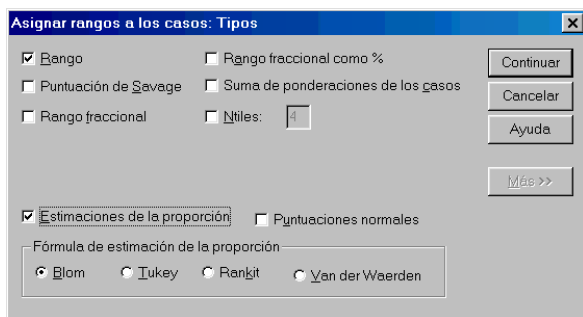 Asignar rangos a los casos: Tipos
Rango
Rango fraccional como %
Continuar
Puntuación de Savage
Suma de ponderaciones de los casos
Cancelar
Rango fraccional
Ntiles:
4
Ayuda
Más >>
Estimaciones de la proporción
Puntuaciones normales
Fórmula de estimación de la proporción
Blom
Tukey
Rankit
Van der Waerden